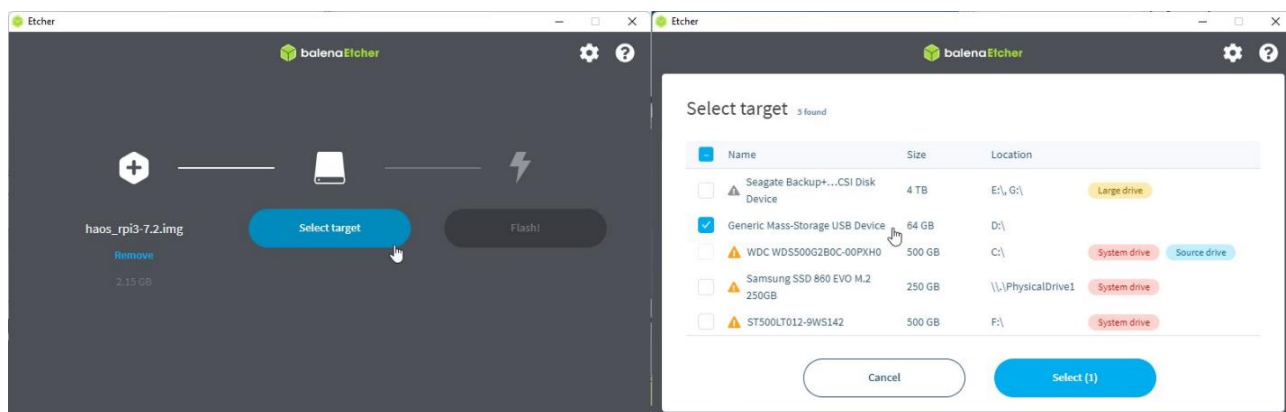 Etcher
balenaEtcher
haos_rpi3-7.2.img
Remove
2.15 GB
Select target
Flash!
Etcher
balenaEtcher
Select target 5 found
Name Size Location
Seagate Backup+...CSI Disk
Device
4 TB E:\, G:\ Large drive
Generic Mass-Storage USB Device 64 GB D:\
WDC WDS500G2B0C-00PXH0 500 GB C:\ System drive Source drive
Samsung SSD 860 EVO M.2
250GB
250 GB \\.\PhysicalDrive1 System drive
ST500LT012-9WS142 500 GB F:\ System drive
Cancel Select (1)